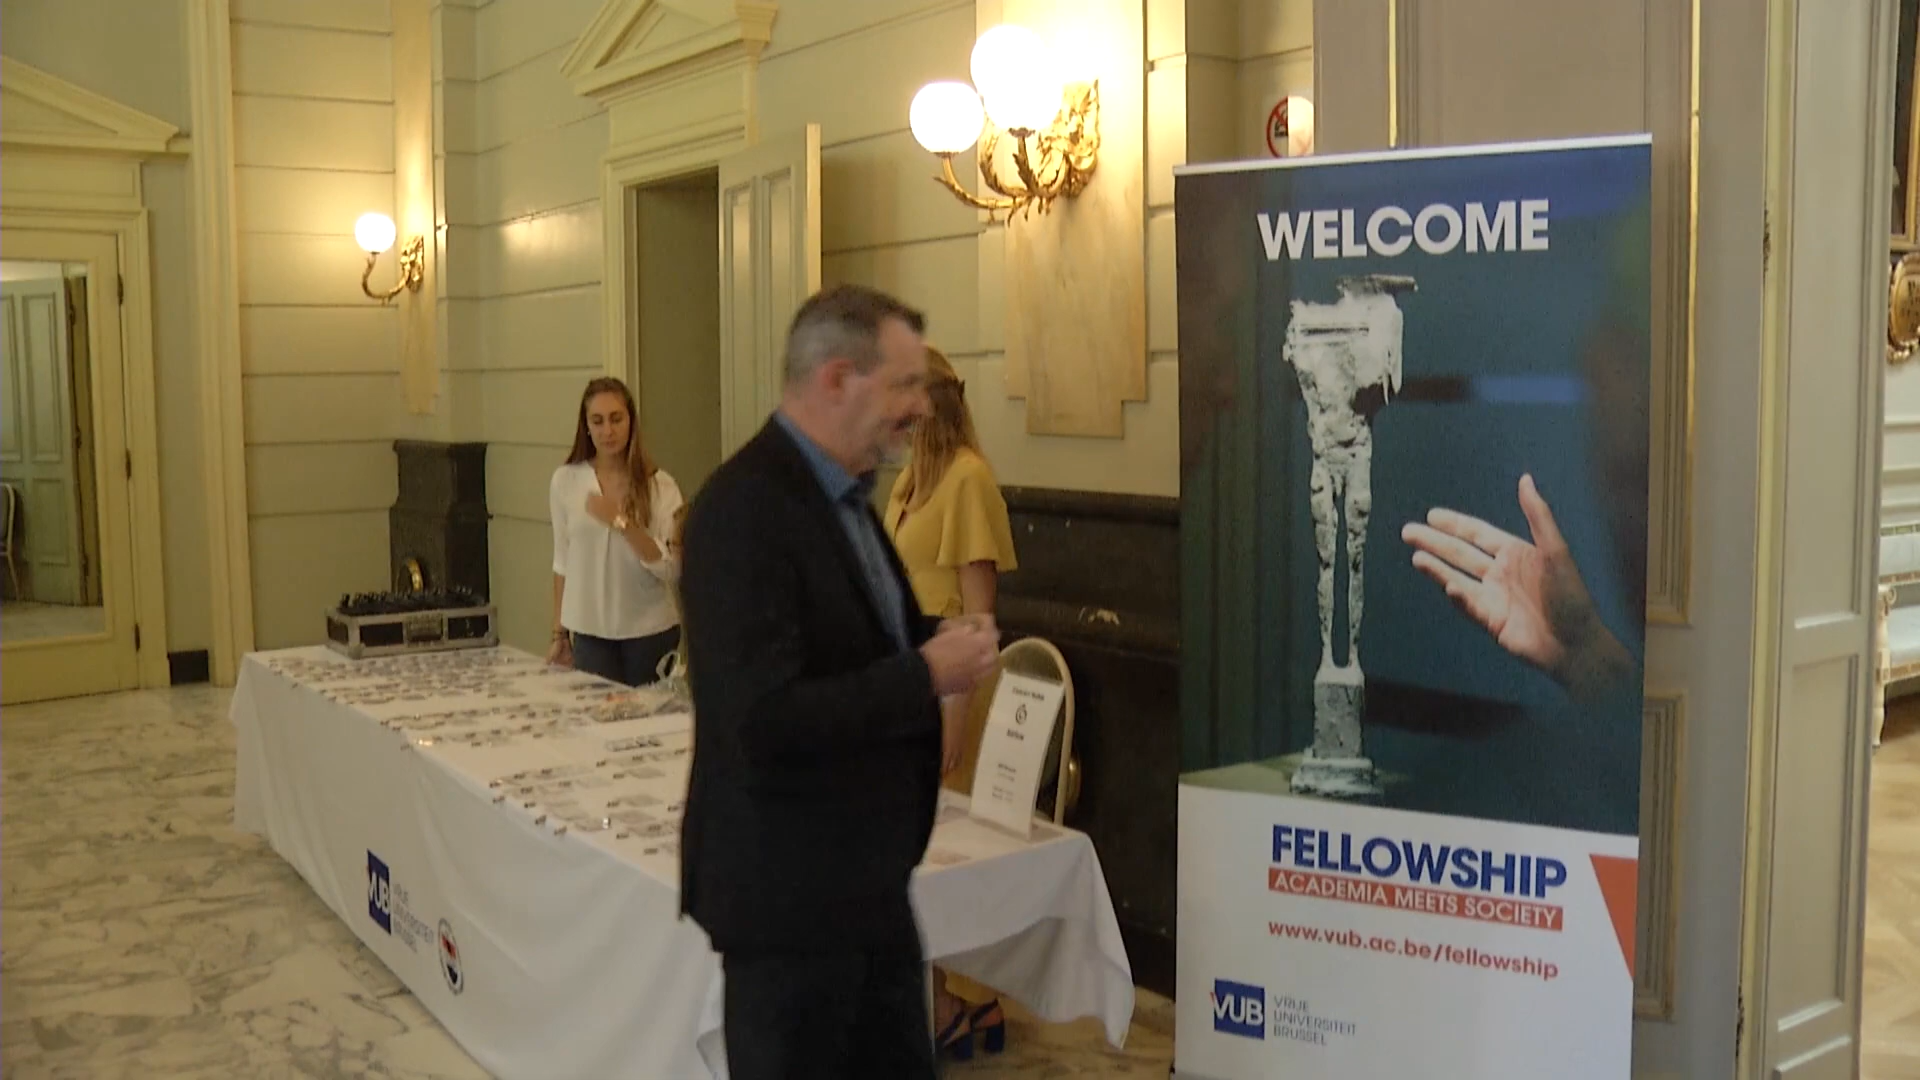 WELCOME
FELLOWSHIP
ACADEMIA MEETS SOCIETY
www.vub.ac.be/fellowship
VUB
VRIJE
UNIVERSITEIT
BRUSSEL
VUB
VRIJE
UNIVERSITEIT
BRUSSEL